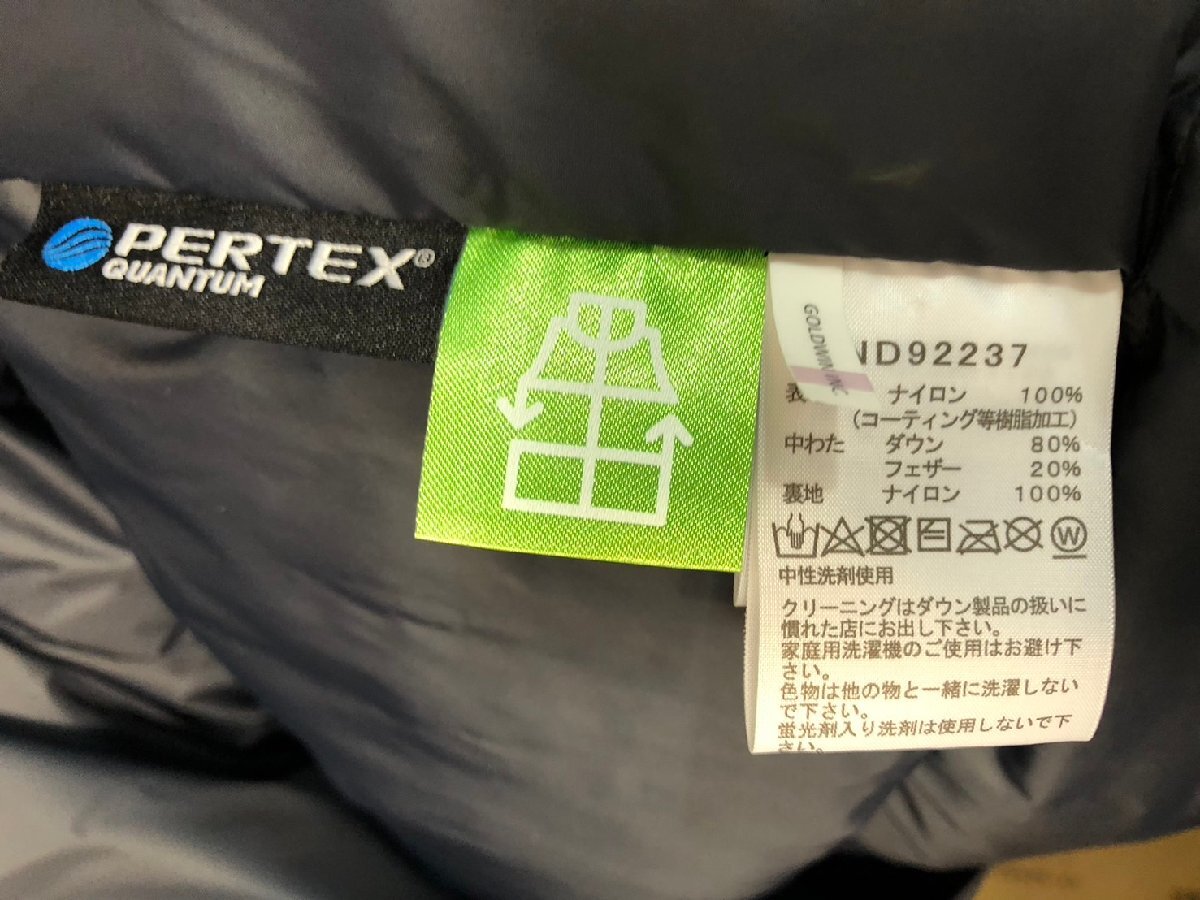 PERTEX®
QUANTUM
GOLDWIN INC.
ND92237
表 ナイロン 100%
(コーティング等樹脂加工)
中わた ダウン 80%
フェザー 20%
裏地 ナイロン 100%
W
中性洗剤使用
クリーニングはダウン製品の扱いに
慣れた店にお出し下さい。
家庭用洗濯機のご使用はお避け下
さい。
色物は他の物と一緒に洗濯しない
で下さい。
蛍光剤入り洗剤は使用しないで下
さい。